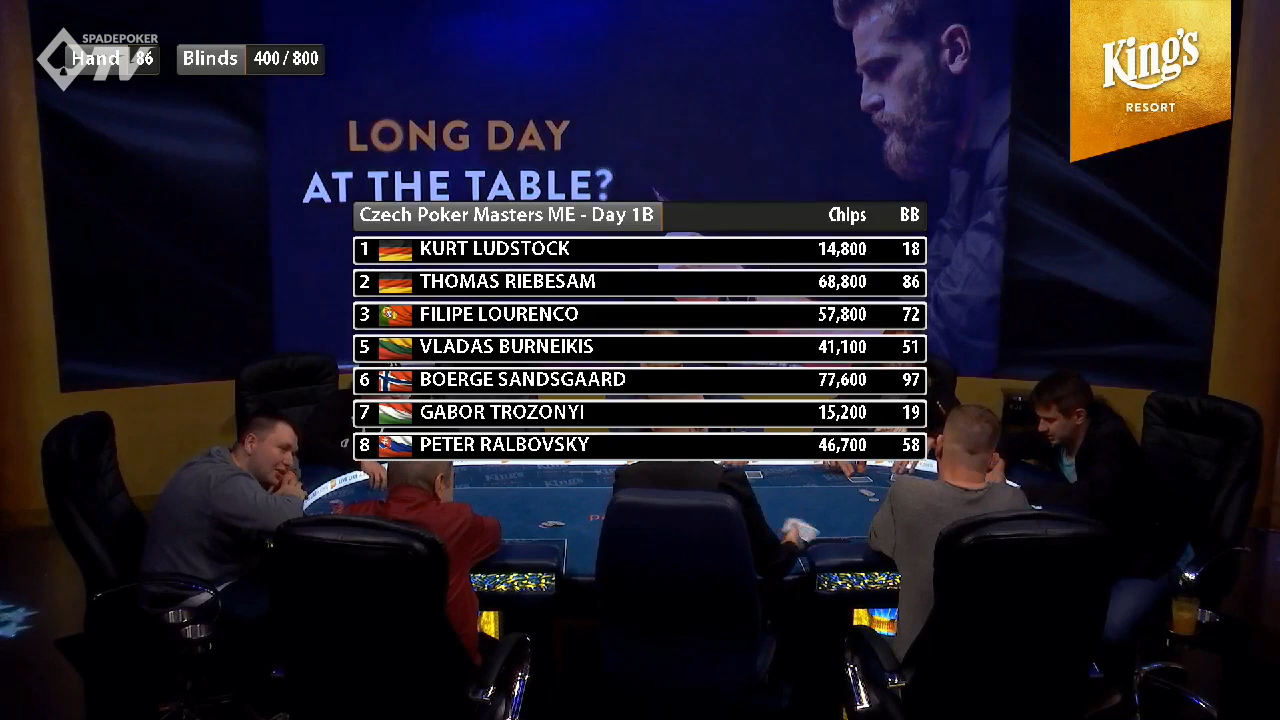 SPADEPOKER
TV
Hand 86
Blinds 400 / 800
King's
RESORT
LONG DAY
AT THE TABLE?
Czech Poker Masters ME - Day 1B Chips BB
1 KURT LUDSTOCK 14,800 18
2 THOMAS RIEBESAM 68,800 86
3 FILIPE LOURENCO 57,800 72
5 VLADAS BURNEIKIS 41,100 51
6 BOERGE SANDSGAARD 77,600 97
7 GABOR TROZONYI 15,200 19
8 PETER RALBOVSKY 46,700 58
King's